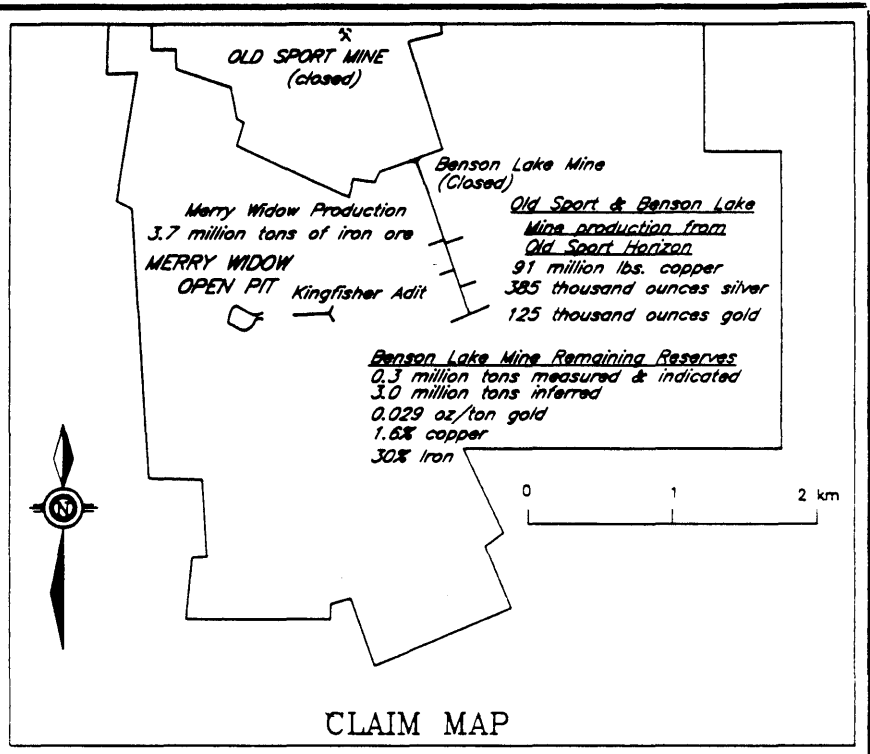 OLD SPORT MINE
(closed)
Benson Lake Mine
(Closed)
Merry Widow Production
3.7 million tons of iron ore
MERRY WIDOW
OPEN PIT
Kingfisher Adit
Old Sport & Benson Lake
Mine production from
Old Sport Horizon
91 million lbs. copper
385 thousand ounces silver
125 thousand ounces gold
Benson Lake Mine Remaining Reserves
0.3 million tons measured & indicated
3.0 million tons inferred
0.029 oz/ton gold
1.6% copper
30% Iron
0 1 2 km
N
CLAIM MAP